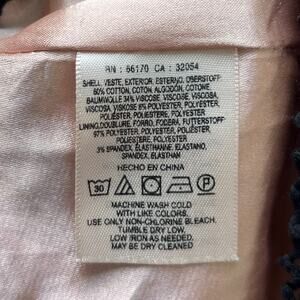 RN : 66170 CA : 32054
SHELL, VESTE, EXTERIOR, ESTERNO, OBERSTOFF:
60% COTTON, COTON, ALGODÓN, COTONE
BAUMWOLLE 34% VISCOSE, VISCOSE, VISCOSA,
VISCOSA, VISKOSE 6% POLYESTER, POLYESTER,
POLIÉSTER, POLIESTERE, POLYESTER
LINING, DOUBLURE, FORRO, FODERA, FUTTERSTOFF:
97% POLYESTER, POLYESTER, POLIÉSTER,
POLIESTERE, POLYESTER
3% SPANDEX, ÉLASTHANNE, ELASTANO,
SPANDEX, ELASTHAN
HECHO EN CHINA
30 P
MACHINE WASH COLD
WITH LIKE COLORS.
USE ONLY NON-CHLORINE BLEACH.
TUMBLE DRY LOW.
LOW IRON AS NEEDED.
MAY BE DRY CLEANED